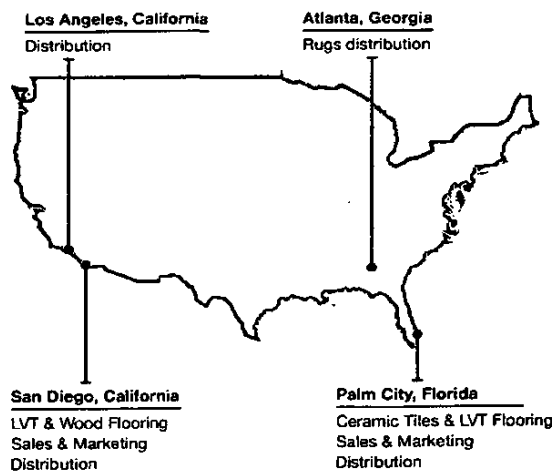 Los Angeles, California
Distribution
Atlanta, Georgia
Rugs distribution
San Diego, California
LVT & Wood Flooring
Sales & Marketing
Distribution
Palm City, Florida
Ceramic Tiles & LVT Flooring
Sales & Marketing
Distribution